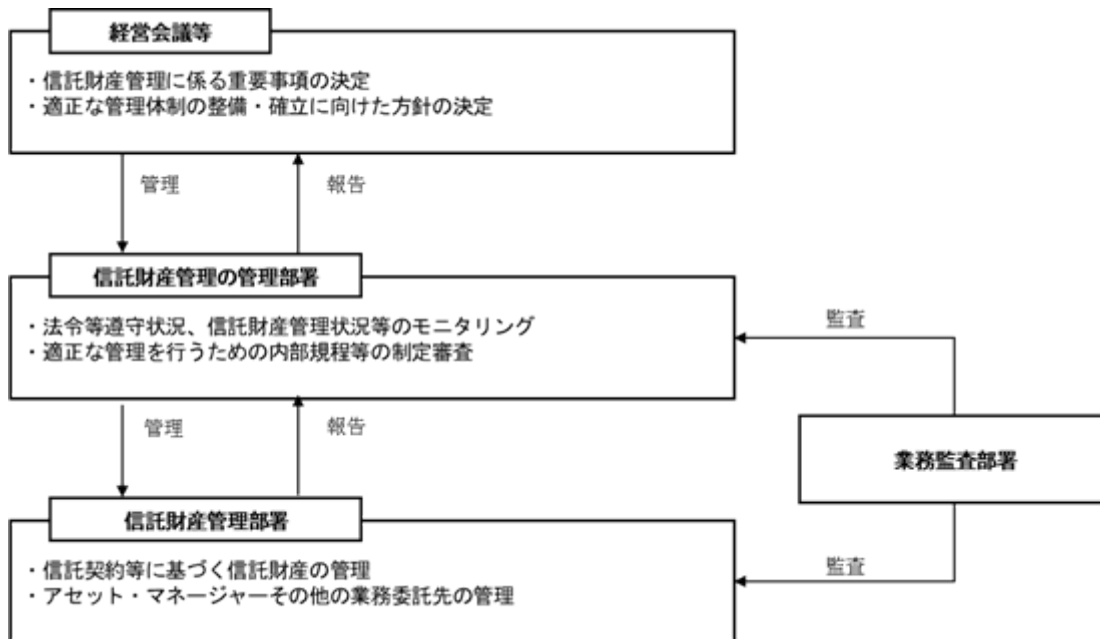 経営会議等
・信託財産管理に係る重要事項の決定
・適正な管理体制の整備・確立に向けた方針の決定
管理
報告
信託財産管理の管理部署
・法令等遵守状況、信託財産管理状況等のモニタリング
・適正な管理を行うための内部規程等の制定審査
監査
管理
報告
業務監査部署
信託財産管理部署
・信託契約等に基づく信託財産の管理
・アセット・マネージャーその他の業務委託先の管理
監査